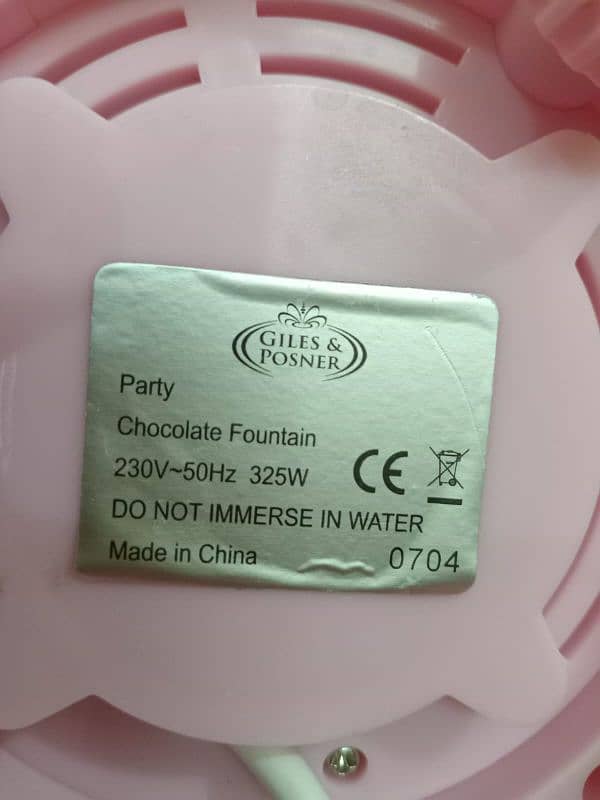 GILES &
POSNER
Party
Chocolate Fountain
230V~50Hz 325W
CE
DO NOT IMMERSE IN WATER
Made in China 0704